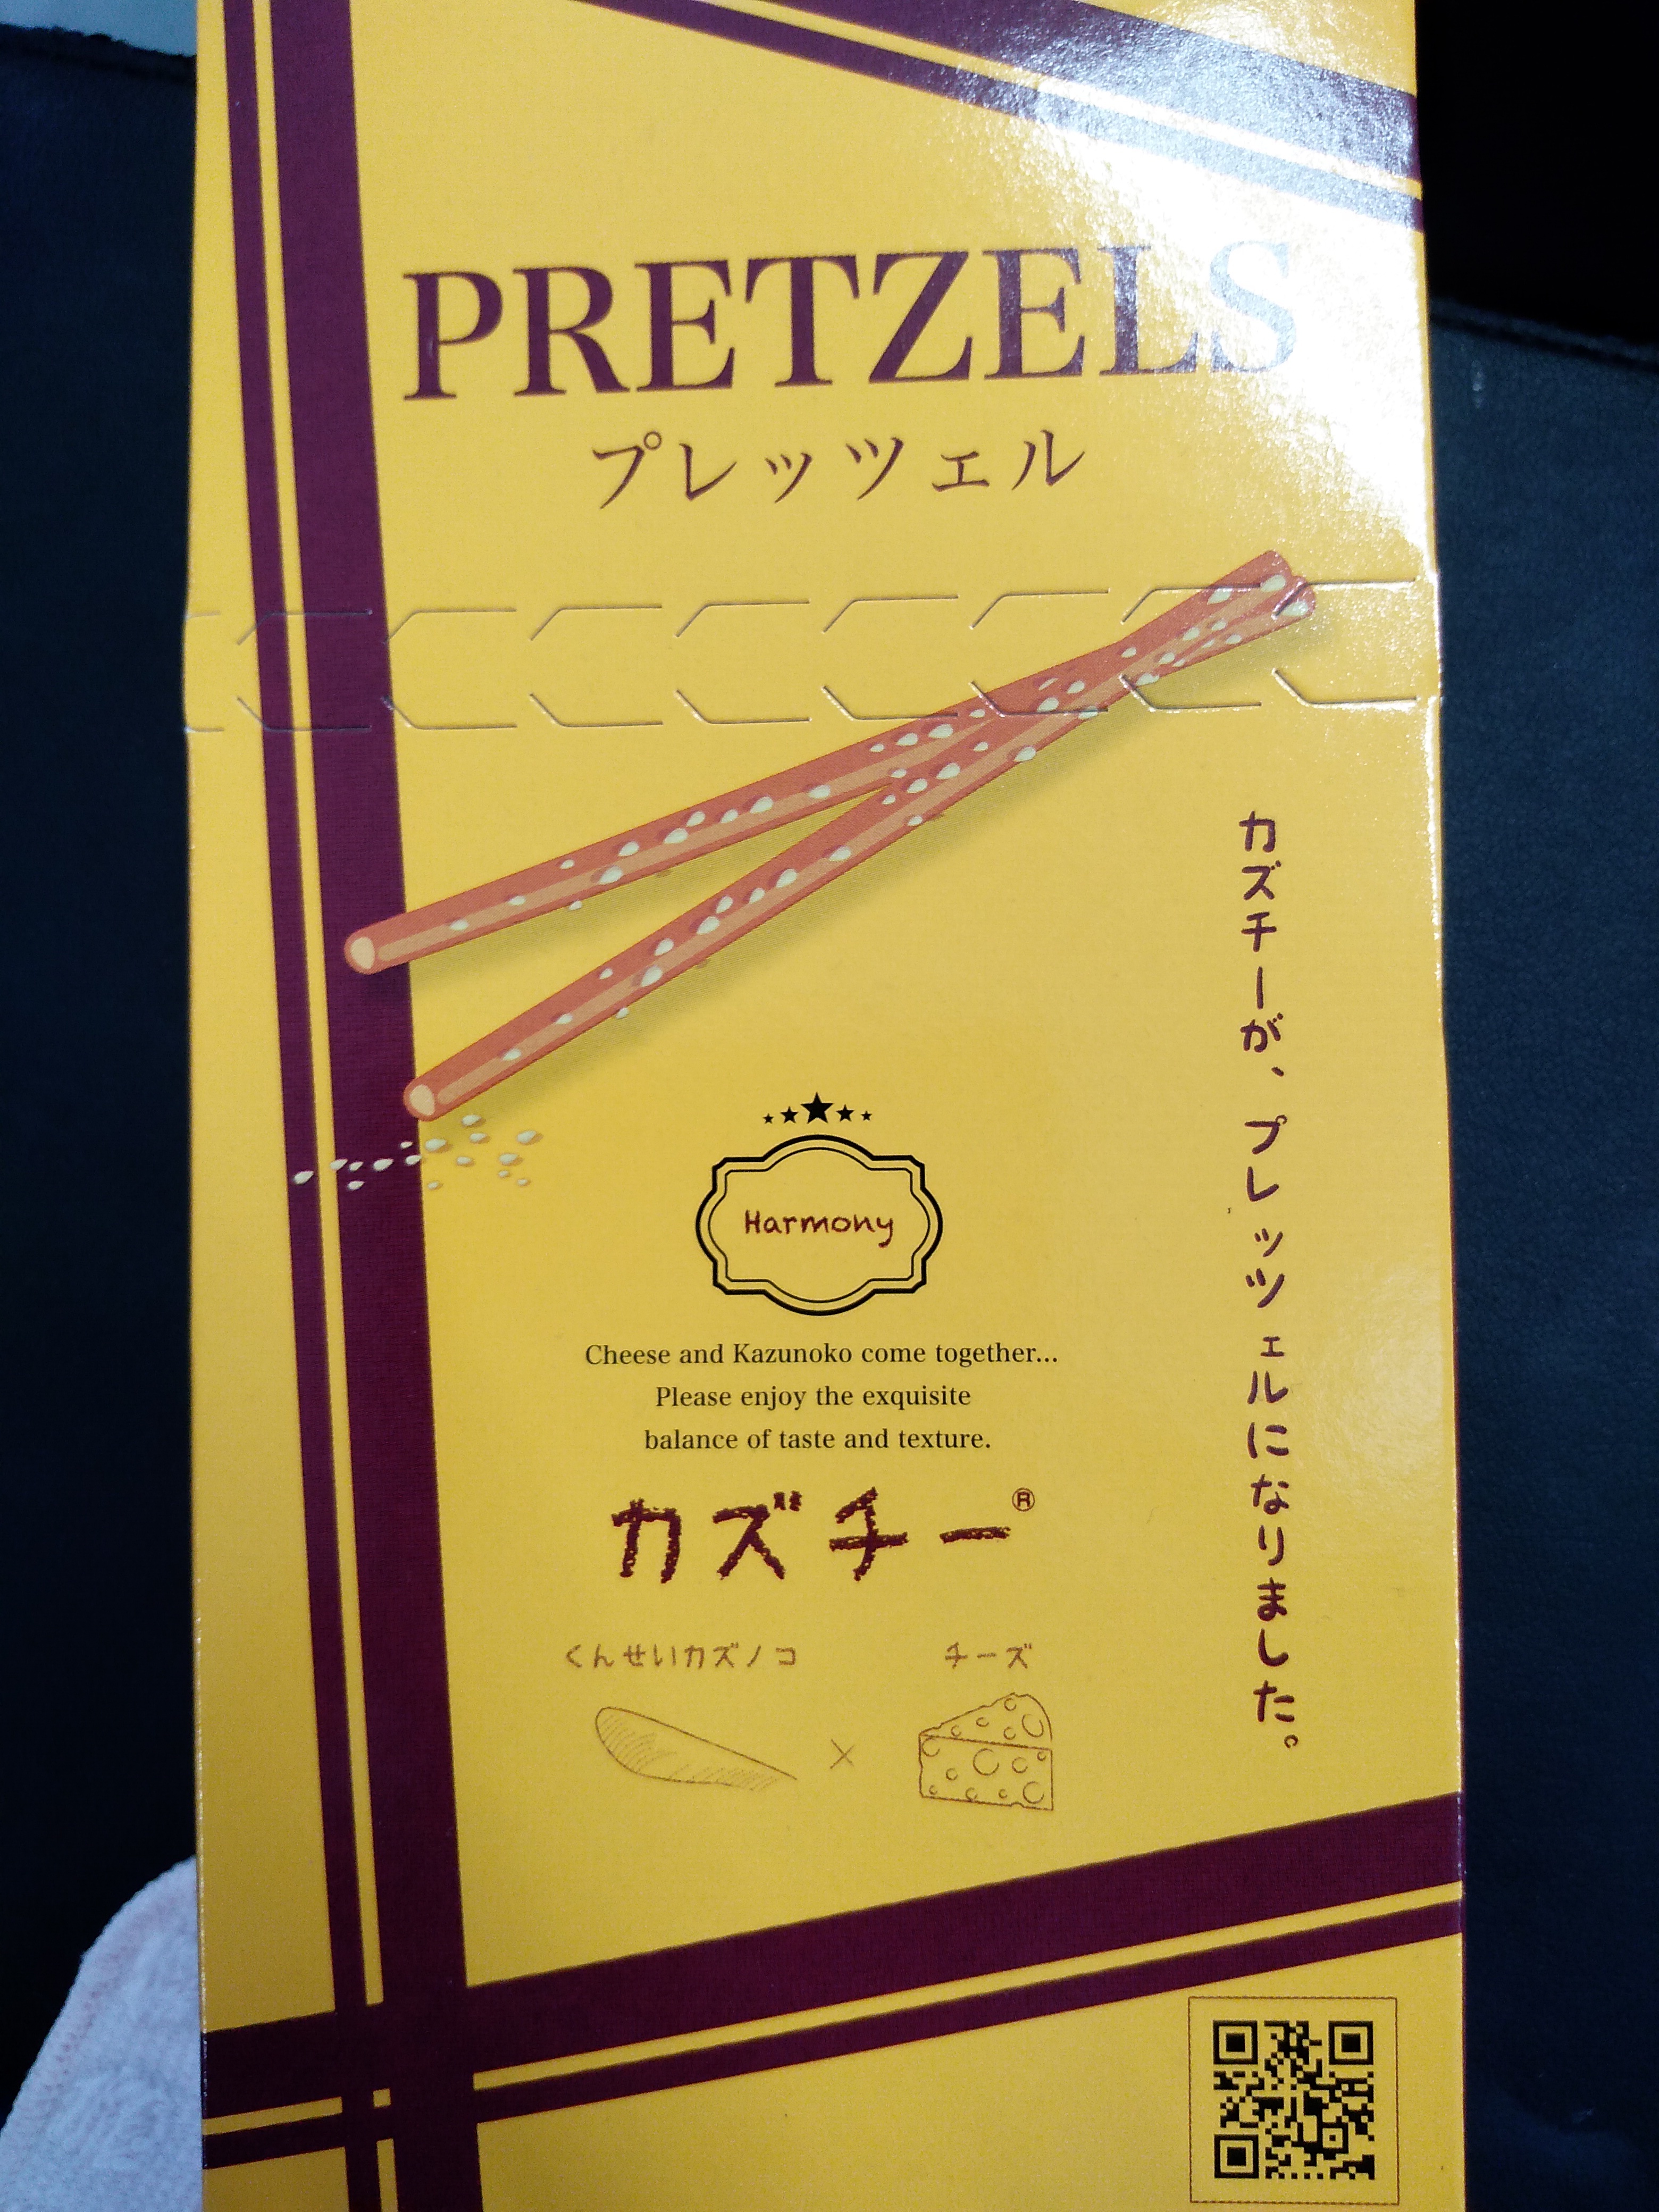 PRETZELS
プレッツェル
カズチーが、プレッツェルになりました。
Harmony
Cheese and Kazunoko come together...
Please enjoy the exquisite
balance of taste and texture.
カズチー®
くんせいカズノコ
チーズ
×